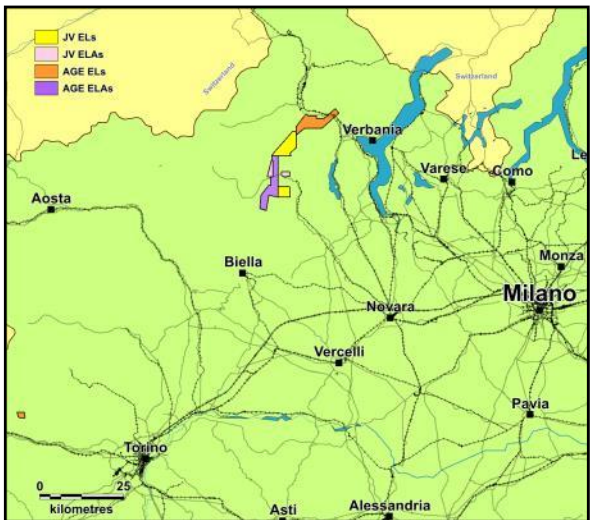 JV ELs
JV ELAs
AGE ELs
AGE ELAs
Switzerland
Switzerland
Verbania
Varese
Como
Le
Aosta
Biella
Monza
Milano
Novara
Vercelli
Pavia
Torino
0 25
kilometres
Asti
Alessandria